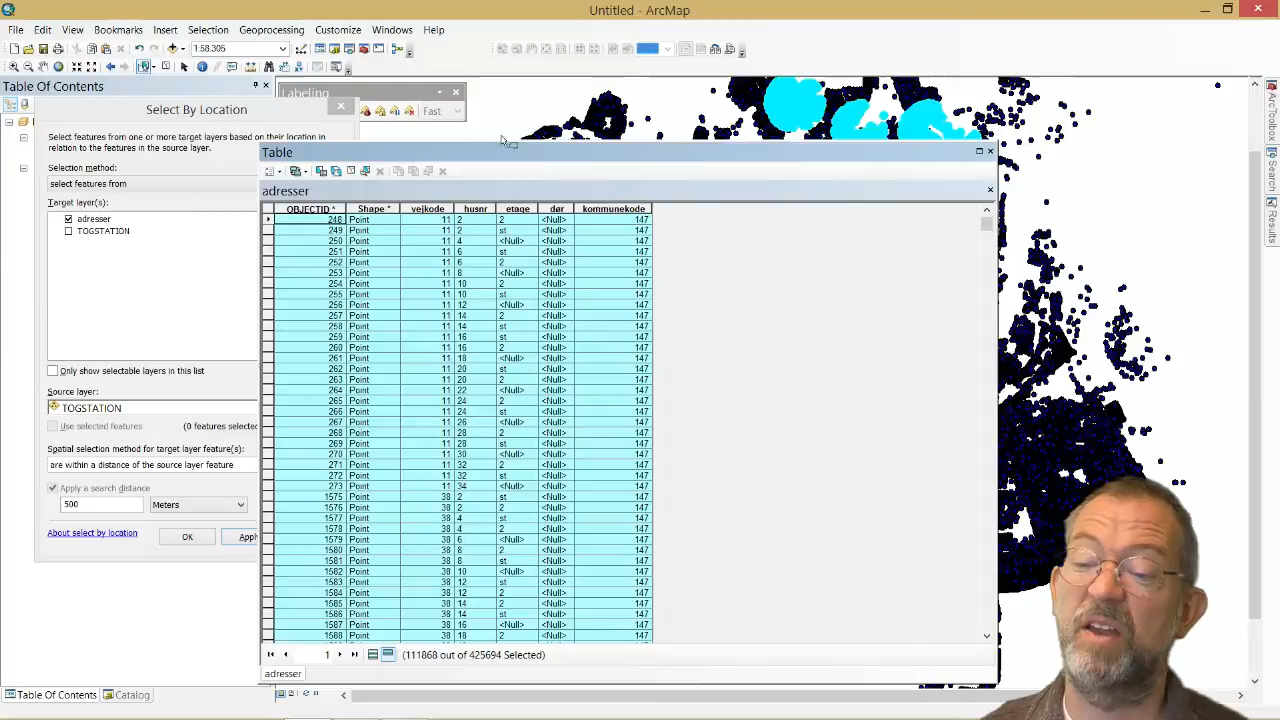 Untitled - ArcMap
File Edit View Bookmarks Insert Selection Geoprocessing Customize Windows Help
1:58.305
Table Of Contents
Labeling
Fast
Select By Location
Select features from one or more target layers based on their location in
relation to the features in the source layer.
Selection method:
select features from
Target layer(s):
adresser
TOGSTATION
Only show selectable layers in this list
Source layer:
TOGSTATION
Use selected features (0 features selected
Spatial selection method for target layer feature(s):
are within a distance of the source layer feature
Apply a search distance
500 Meters
About select by location OK Appl
Table
adresser
OBJECTID * Shape * vejkode husnr etage dør kommunekode
248 Point 11 2 2 <Null> 147
249 Point 11 2 st <Null> 147
250 Point 11 4 <Null> <Null> 147
251 Point 11 6 st <Null> 147
252 Point 11 6 2 <Null> 147
253 Point 11 8 <Null> <Null> 147
254 Point 11 10 2 <Null> 147
255 Point 11 10 st <Null> 147
256 Point 11 12 <Null> <Null> 147
257 Point 11 14 2 <Null> 147
258 Point 11 14 st <Null> 147
259 Point 11 16 st <Null> 147
260 Point 11 16 2 <Null> 147
261 Point 11 18 <Null> <Null> 147
262 Point 11 20 st <Null> 147
263 Point 11 20 2 <Null> 147
264 Point 11 22 <Null> <Null> 147
265 Point 11 24 2 <Null> 147
266 Point 11 24 st <Null> 147
267 Point 11 26 <Null> <Null> 147
268 Point 11 28 2 <Null> 147
269 Point 11 28 st <Null> 147
270 Point 11 30 <Null> <Null> 147
271 Point 11 32 2 <Null> 147
272 Point 11 32 st <Null> 147
273 Point 11 34 <Null> <Null> 147
1575 Point 38 2 st <Null> 147
1576 Point 38 2 2 <Null> 147
1577 Point 38 4 st <Null> 147
1578 Point 38 4 2 <Null> 147
1579 Point 38 6 <Null> <Null> 147
1580 Point 38 8 2 <Null> 147
1581 Point 38 8 st <Null> 147
1582 Point 38 10 <Null> <Null> 147
1583 Point 38 12 st <Null> 147
1584 Point 38 12 2 <Null> 147
1585 Point 38 14 2 <Null> 147
1586 Point 38 14 st <Null> 147
1587 Point 38 16 <Null> <Null> 147
1588 Point 38 18 2 <Null> 147
1 (111868 out of 425694 Selected)
adresser
Table Of Contents Catalog
ArcToolbox
Search
Results